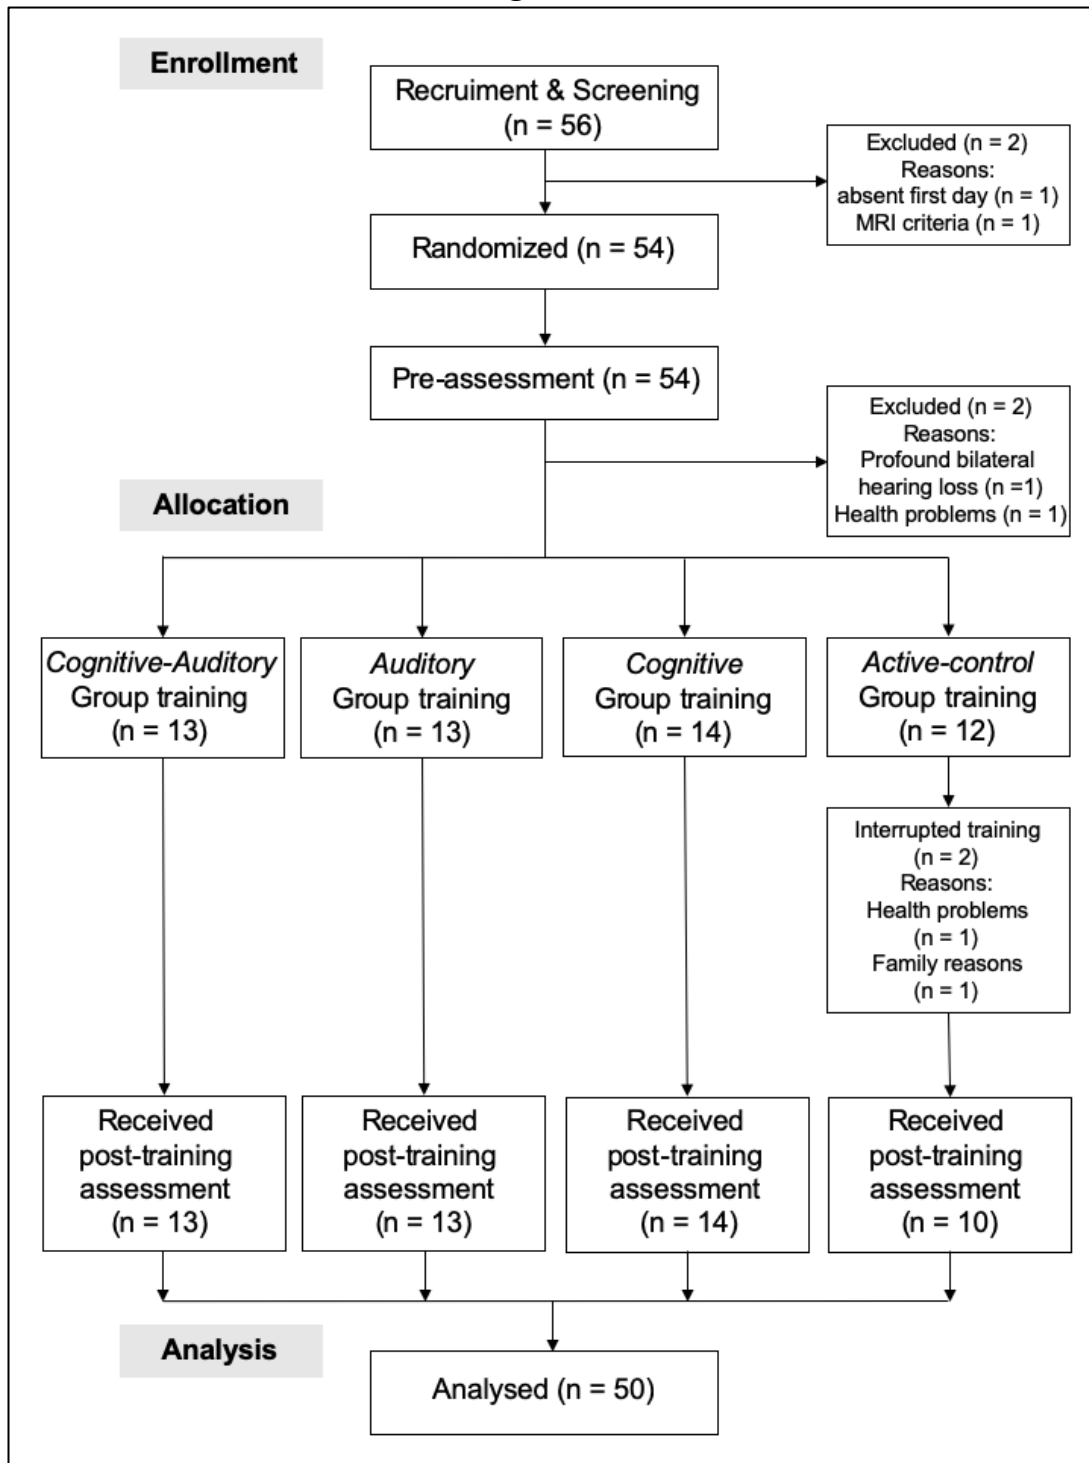 Enrollment
Recruiment & Screening
(n = 56)
Excluded (n = 2)
Reasons:
absent first day (n = 1)
MRI criteria (n = 1)
Randomized (n = 54)
Pre-assessment (n = 54)
Excluded (n = 2)
Reasons:
Profound bilateral
hearing loss (n =1)
Health problems (n = 1)
Allocation
Cognitive-Auditory
Group training
(n = 13)
Auditory
Group training
(n = 13)
Cognitive
Group training
(n = 14)
Active-control
Group training
(n = 12)
Interrupted training
(n = 2)
Reasons:
Health problems
(n = 1)
Family reasons
(n = 1)
Received
post-training
assessment
(n = 13)
Received
post-training
assessment
(n = 13)
Received
post-training
assessment
(n = 14)
Received
post-training
assessment
(n = 10)
Analysis
Analysed (n = 50)